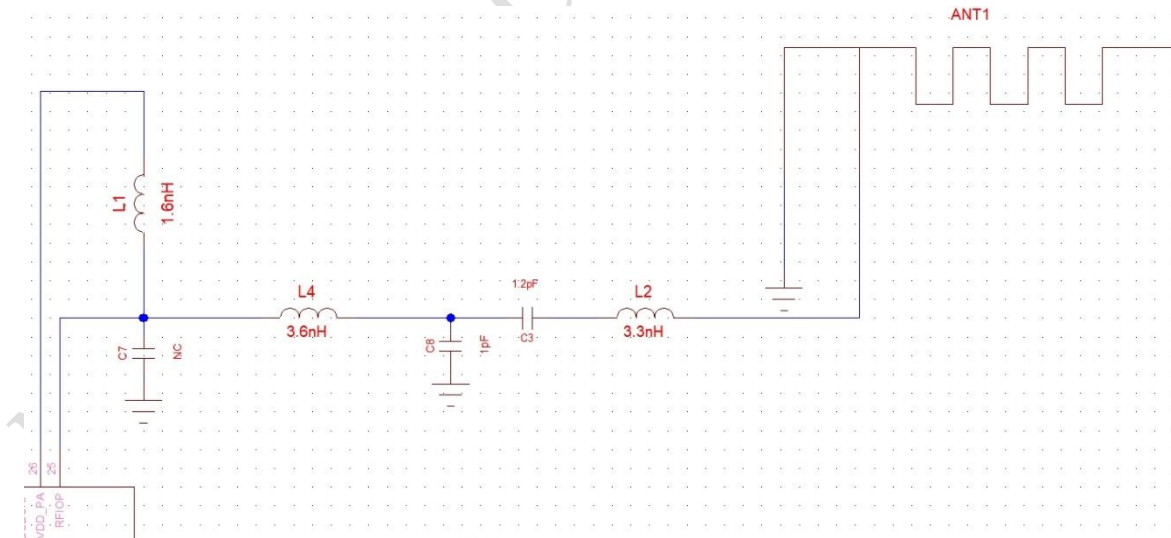 ANT1
L1
1.6nH
L4
3.6nH
1.2pF
C3
L2
3.3nH
C7
NC
C8
1pF
26
25
VDD_PA
RFIOP